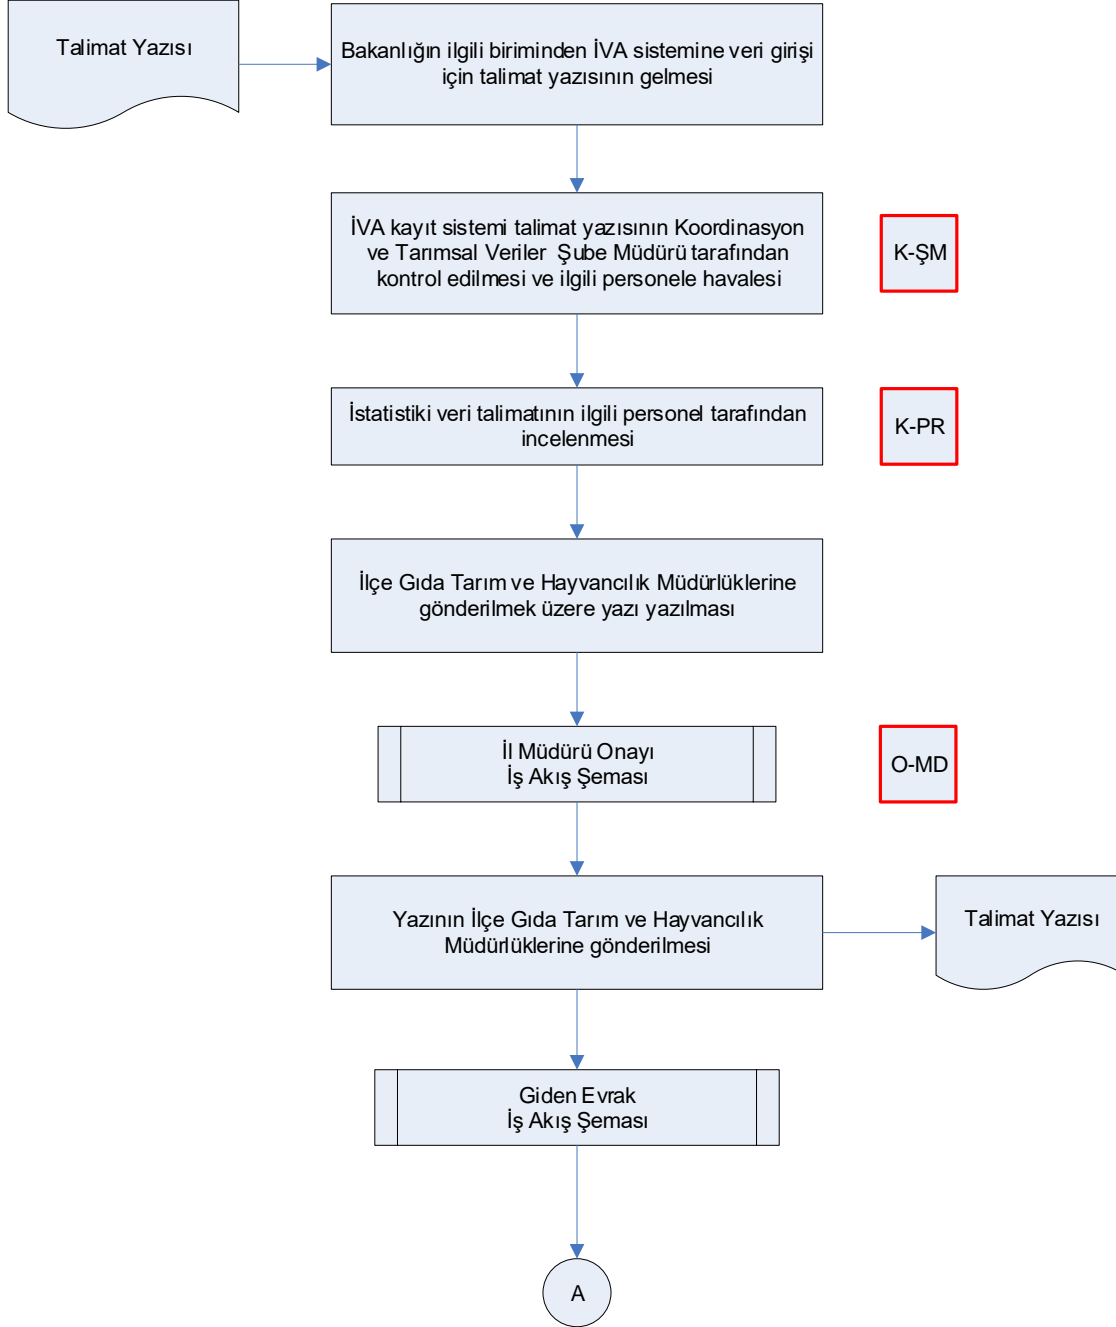 Talimat Yazısı
Bakanlığın ilgili biriminden İVA sistemine veri girişi
için talimat yazısının gelmesi
İVA kayıt sistemi talimat yazısının Koordinasyon
ve Tarımsal Veriler Şube Müdürü tarafından
kontrol edilmesi ve ilgili personele havalesi
K-ŞM
İstatistiki veri talimatının ilgili personel tarafından
incelenmesi
K-PR
İlçe Gıda Tarım ve Hayvancılık Müdürlüklerine
gönderilmek üzere yazı yazılması
İl Müdürü Onayı
İş Akış Şeması
O-MD
Yazının İlçe Gıda Tarım ve Hayvancılık
Müdürlüklerine gönderilmesi
Talimat Yazısı
Giden Evrak
İş Akış Şeması
A